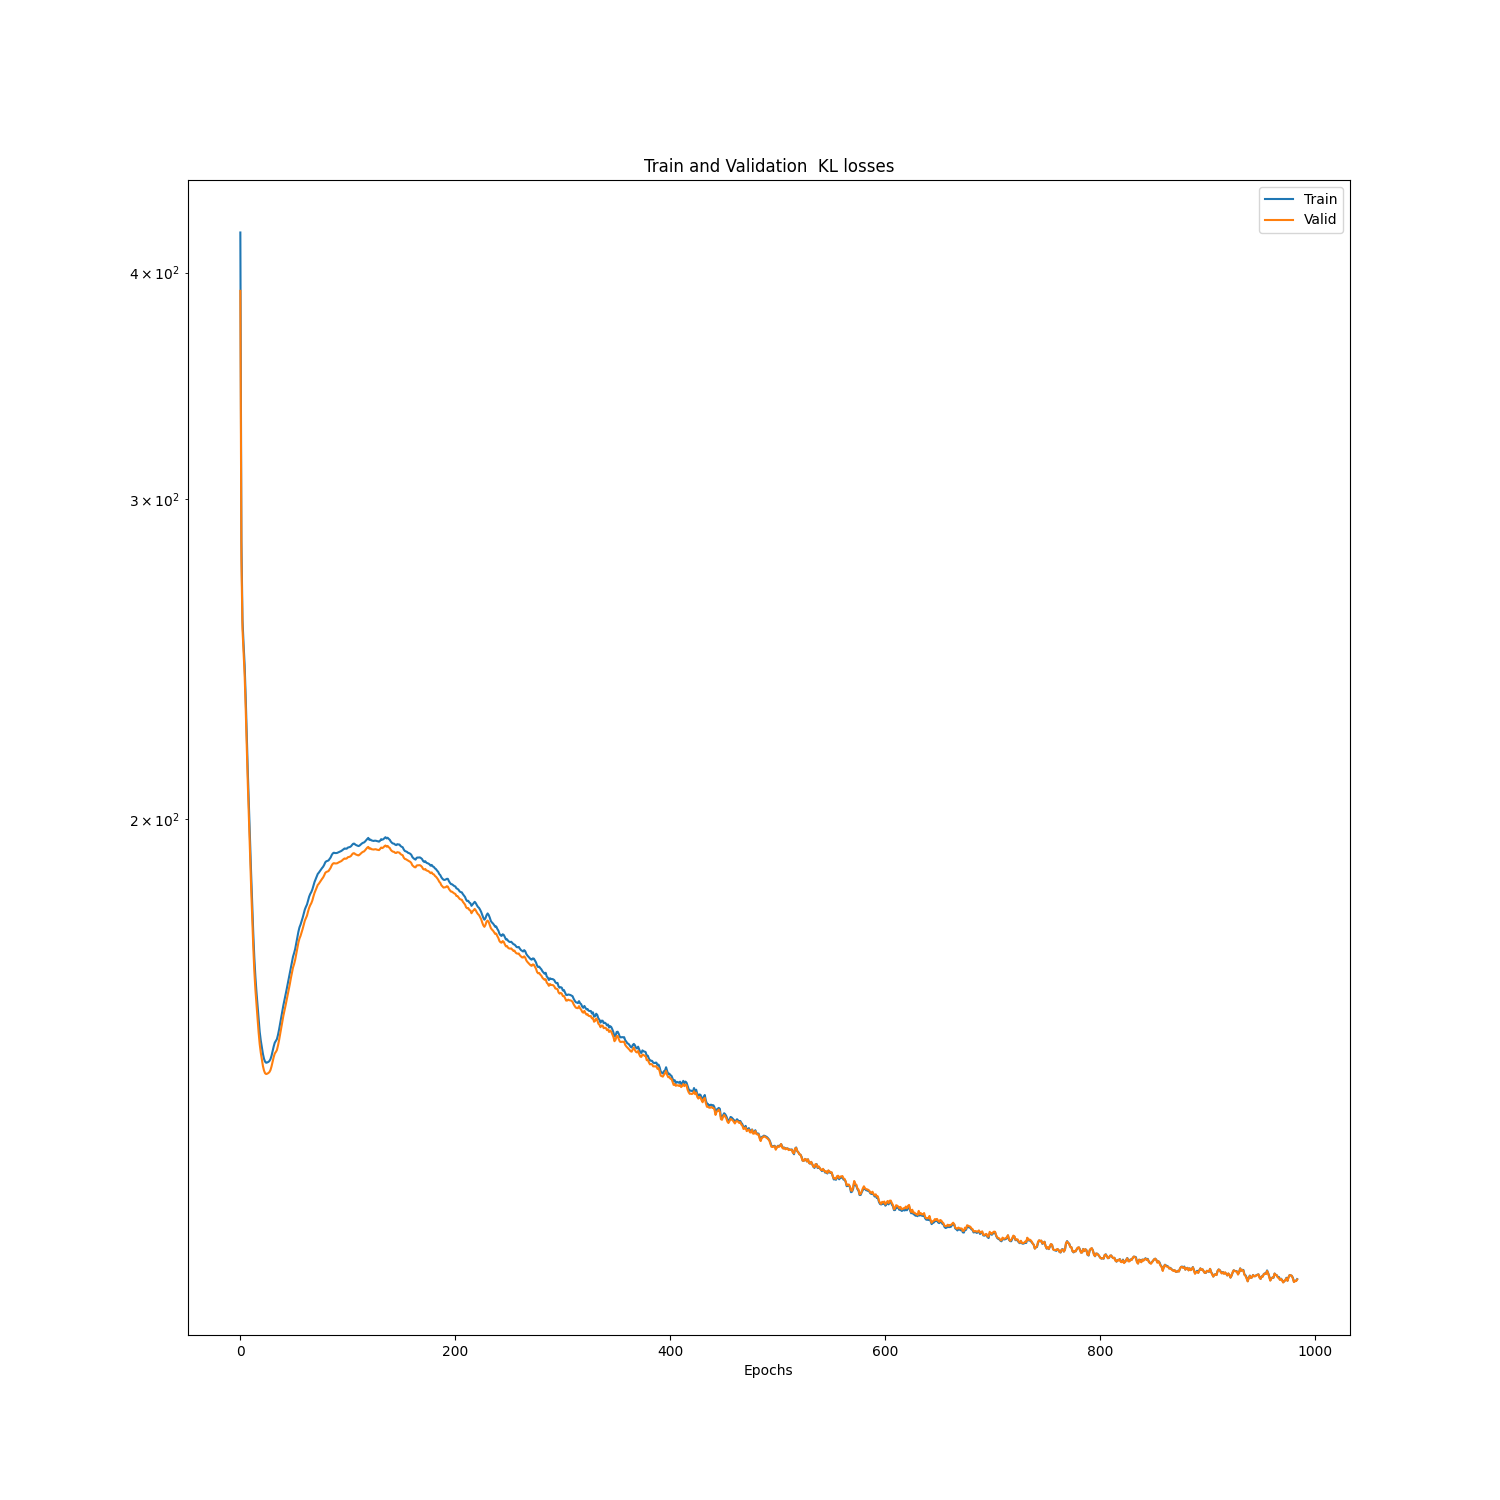 Train and Validation  KL losses
Train
Valid
4 × 10²
3 × 10²
2 × 10²
0 200 400 600 800 1000
Epochs